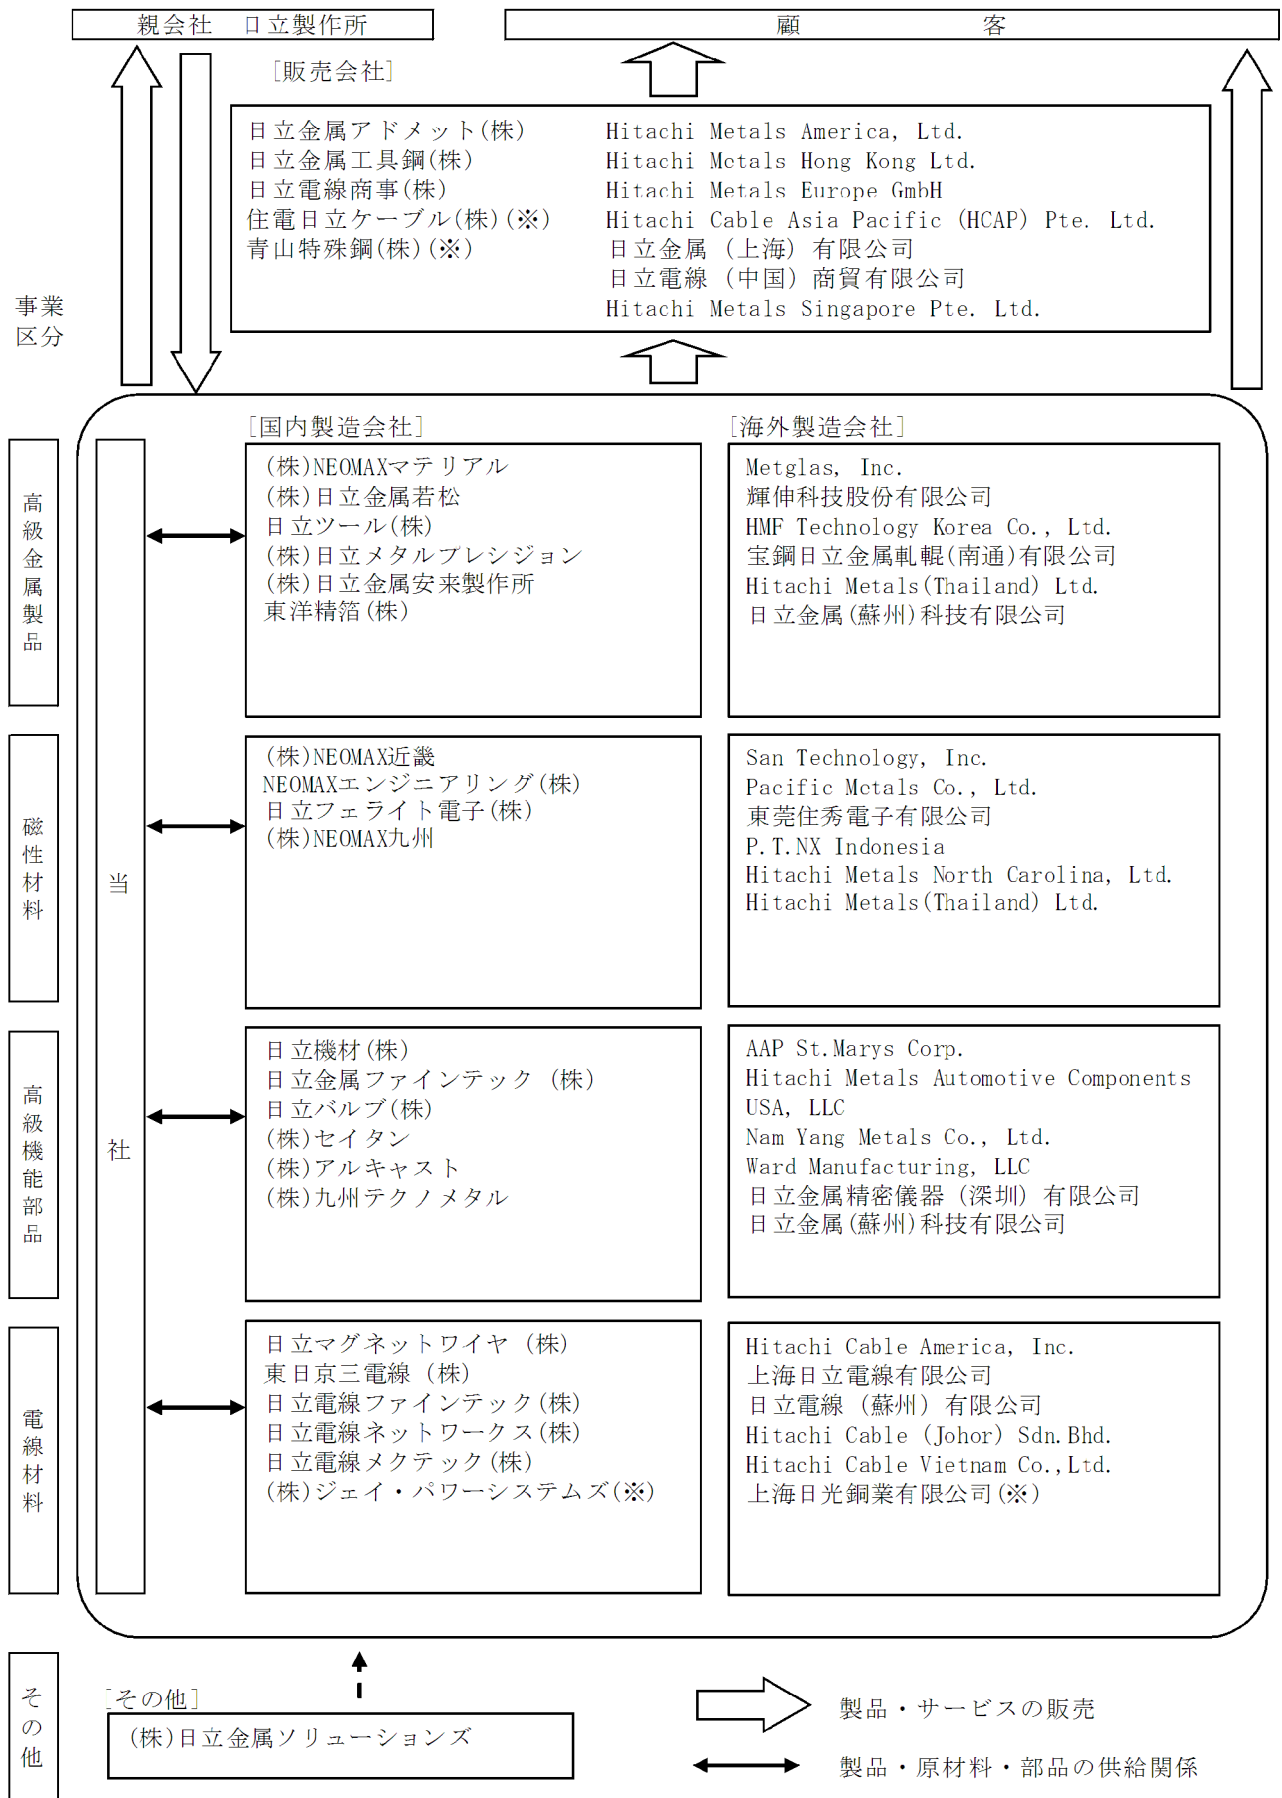 親会社 日立製作所
顧 客
[販売会社]
日立金属アドメット(株)
日立金属工具鋼(株)
日立電線商事(株)
住電日立ケーブル(株)(※)
青山特殊鋼(株)(※)
Hitachi Metals America, Ltd.
Hitachi Metals Hong Kong Ltd.
Hitachi Metals Europe GmbH
Hitachi Cable Asia Pacific (HCAP) Pte. Ltd.
日立金属（上海）有限公司
日立電線（中国）商貿有限公司
Hitachi Metals Singapore Pte. Ltd.
事業
区分
当社
[国内製造会社]
[海外製造会社]
高級金属製品
(株)NEOMAXマテリアル
(株)日立金属若松
日立ツール(株)
(株)日立メタルプレシジョン
(株)日立金属安来製作所
東洋精箔(株)
Metglas, Inc.
輝伸科技股份有限公司
HMF Technology Korea Co., Ltd.
宝鋼日立金属軋輥(南通)有限公司
Hitachi Metals(Thailand) Ltd.
日立金属(蘇州)科技有限公司
磁性材料
(株)NEOMAX近畿
NEOMAXエンジニアリング(株)
日立フェライト電子(株)
(株)NEOMAX九州
San Technology, Inc.
Pacific Metals Co., Ltd.
東莞住秀電子有限公司
P.T.NX Indonesia
Hitachi Metals North Carolina, Ltd.
Hitachi Metals(Thailand) Ltd.
高級機能部品
日立機材(株)
日立金属ファインテック（株）
日立バルブ(株)
(株)セイタン
(株)アルキャスト
(株)九州テクノメタル
AAP St.Marys Corp.
Hitachi Metals Automotive Components
USA, LLC
Nam Yang Metals Co., Ltd.
Ward Manufacturing, LLC
日立金属精密儀器（深圳）有限公司
日立金属(蘇州)科技有限公司
電線材料
日立マグネットワイヤ（株）
東日京三電線（株）
日立電線ファインテック(株)
日立電線ネットワークス(株)
日立電線メクテック(株)
(株)ジェイ・パワーシステムズ(※)
Hitachi Cable America, Inc.
上海日立電線有限公司
日立電線（蘇州）有限公司
Hitachi Cable (Johor) Sdn.Bhd.
Hitachi Cable Vietnam Co.,Ltd.
上海日光銅業有限公司(※)
その他
[その他]
(株)日立金属ソリューションズ
製品・サービスの販売
製品・原材料・部品の供給関係